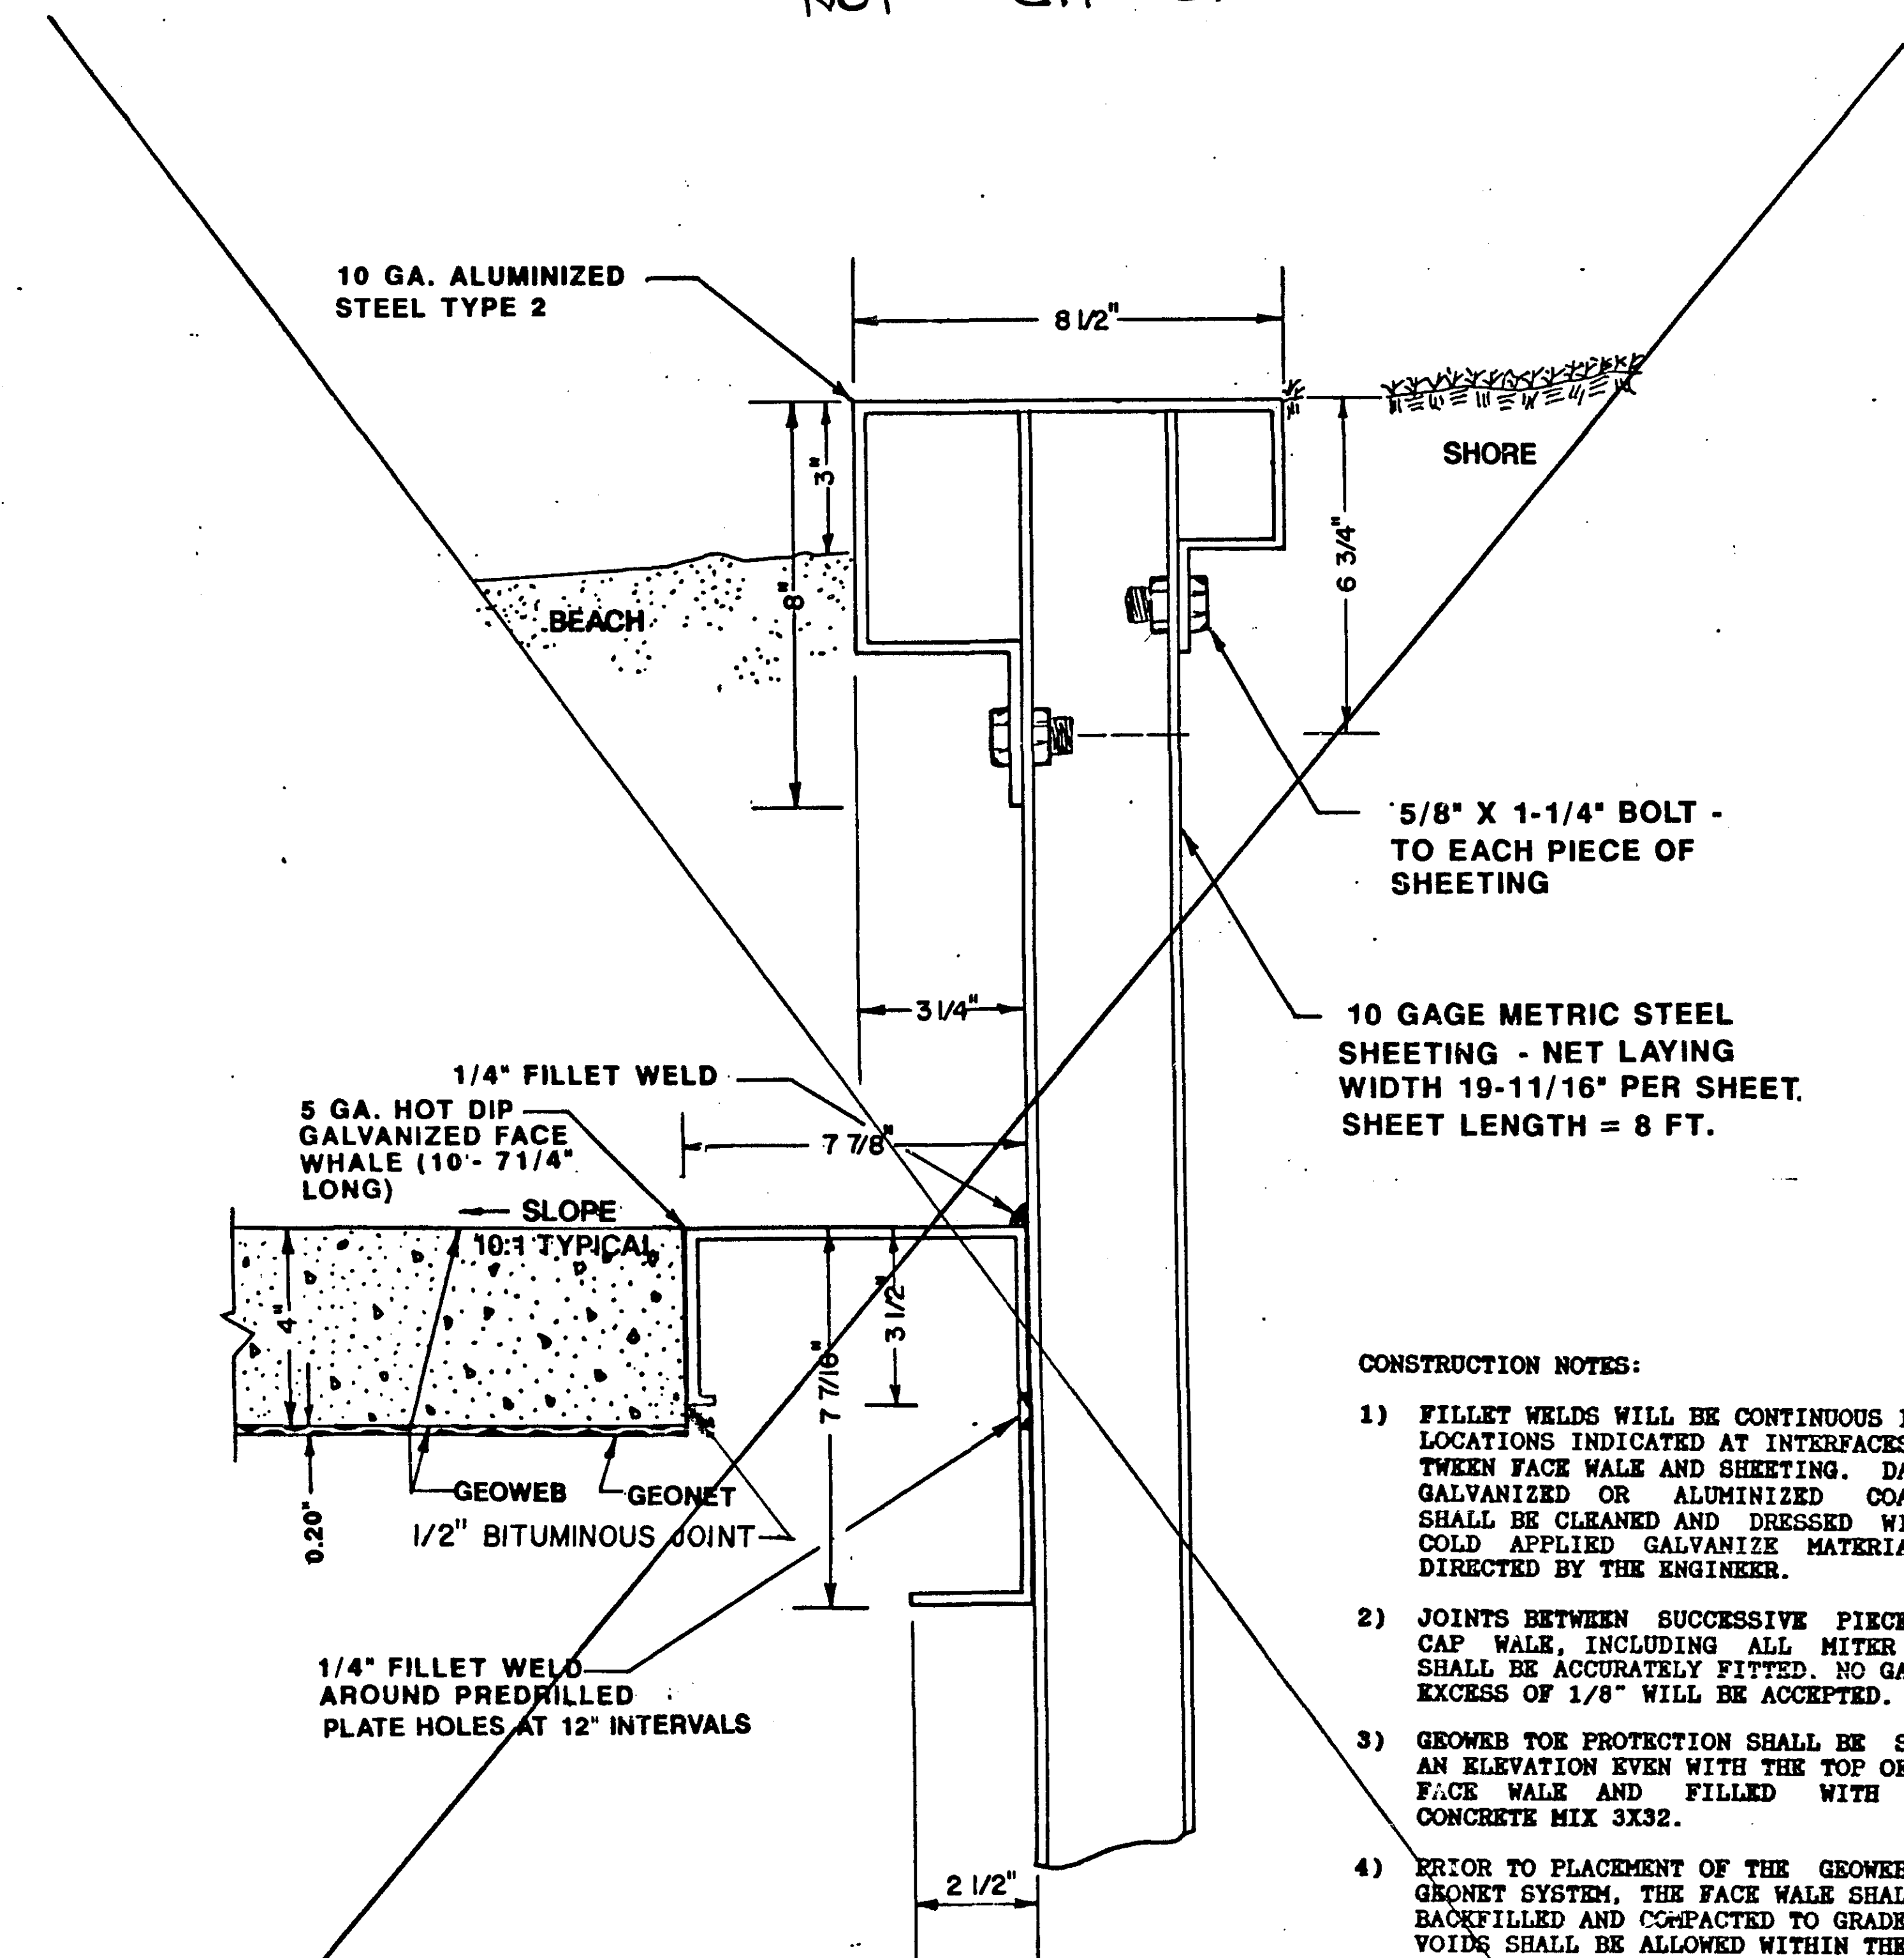 NOT
10 GA. ALUMINIZED
STEEL TYPE 2
8 1/2"
3"
8"
BEACH
SHORE
6 3/4"
5/8" X 1-1/4" BOLT -
TO EACH PIECE OF
SHEETING
3 1/4"
10 GAGE METRIC STEEL
SHEETING - NET LAYING
WIDTH 19-11/16" PER SHEET.
SHEET LENGTH = 8 FT.
1/4" FILLET WELD
5 GA. HOT DIP
GALVANIZED FACE
WHALE (10'- 7 1/4"
LONG)
7 7/8"
SLOPE
10:1 TYPICAL
4"
3 1/2"
7 7/16"
0.20"
GEOWEB
GEONET
1/2" BITUMINOUS JOINT
1/4" FILLET WELD
AROUND PREDRILLED
PLATE HOLES AT 12" INTERVALS
2 1/2"
CONSTRUCTION NOTES:
1) FILLET WELDS WILL BE CONTINUOUS
LOCATIONS INDICATED AT INTERFACES
TWEEN FACE WALE AND SHEETING. DA
GALVANIZED OR ALUMINIZED COA
SHALL BE CLEANED AND DRESSED WI
COLD APPLIED GALVANIZE MATERIA
DIRECTED BY THE ENGINEER.
2) JOINTS BETWEEN SUCCESSIVE PIECE
CAP WALE, INCLUDING ALL MITER
SHALL BE ACCURATELY FITTED. NO GA
EXCESS OF 1/8" WILL BE ACCEPTED.
3) GEOWEB TOE PROTECTION SHALL BE S
AN ELEVATION EVEN WITH THE TOP OF
FACE WALE AND FILLED WITH
CONCRETE MIX 3X32.
4) PRIOR TO PLACEMENT OF THE GEOWEB
GEONET SYSTEM, THE FACE WALE SHAL
BACKFILLED AND COMPACTED TO GRADE
VOIDS SHALL BE ALLOWED WITHIN THE